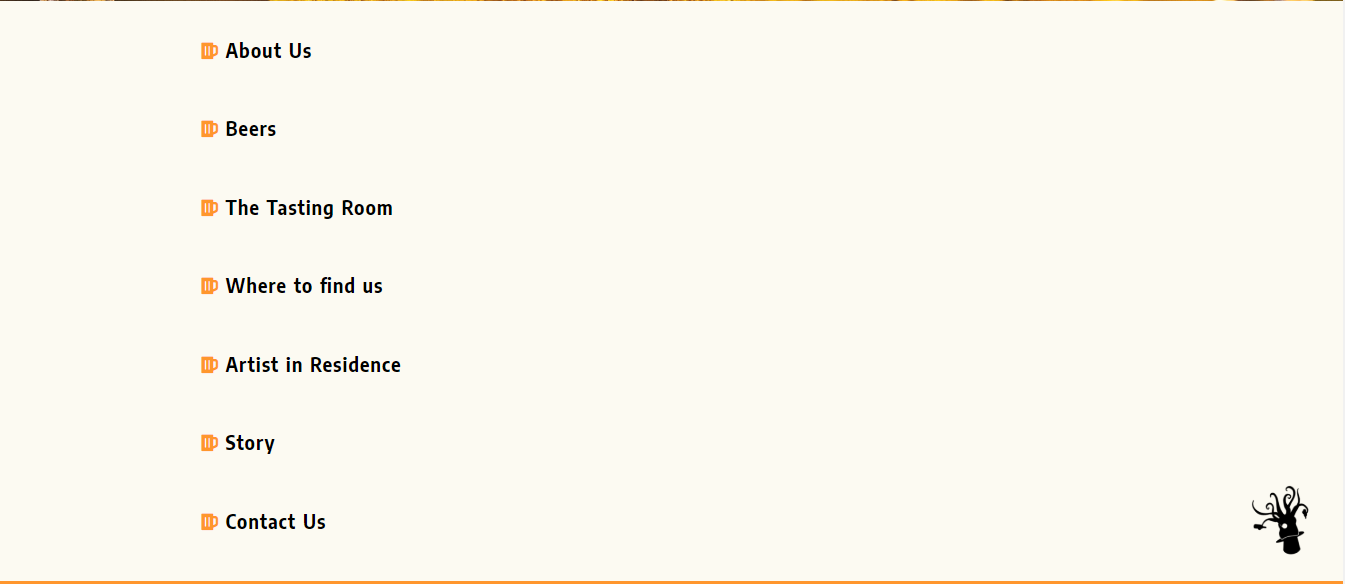 About Us
Beers
The Tasting Room
Where to find us
Artist in Residence
Story
Contact Us